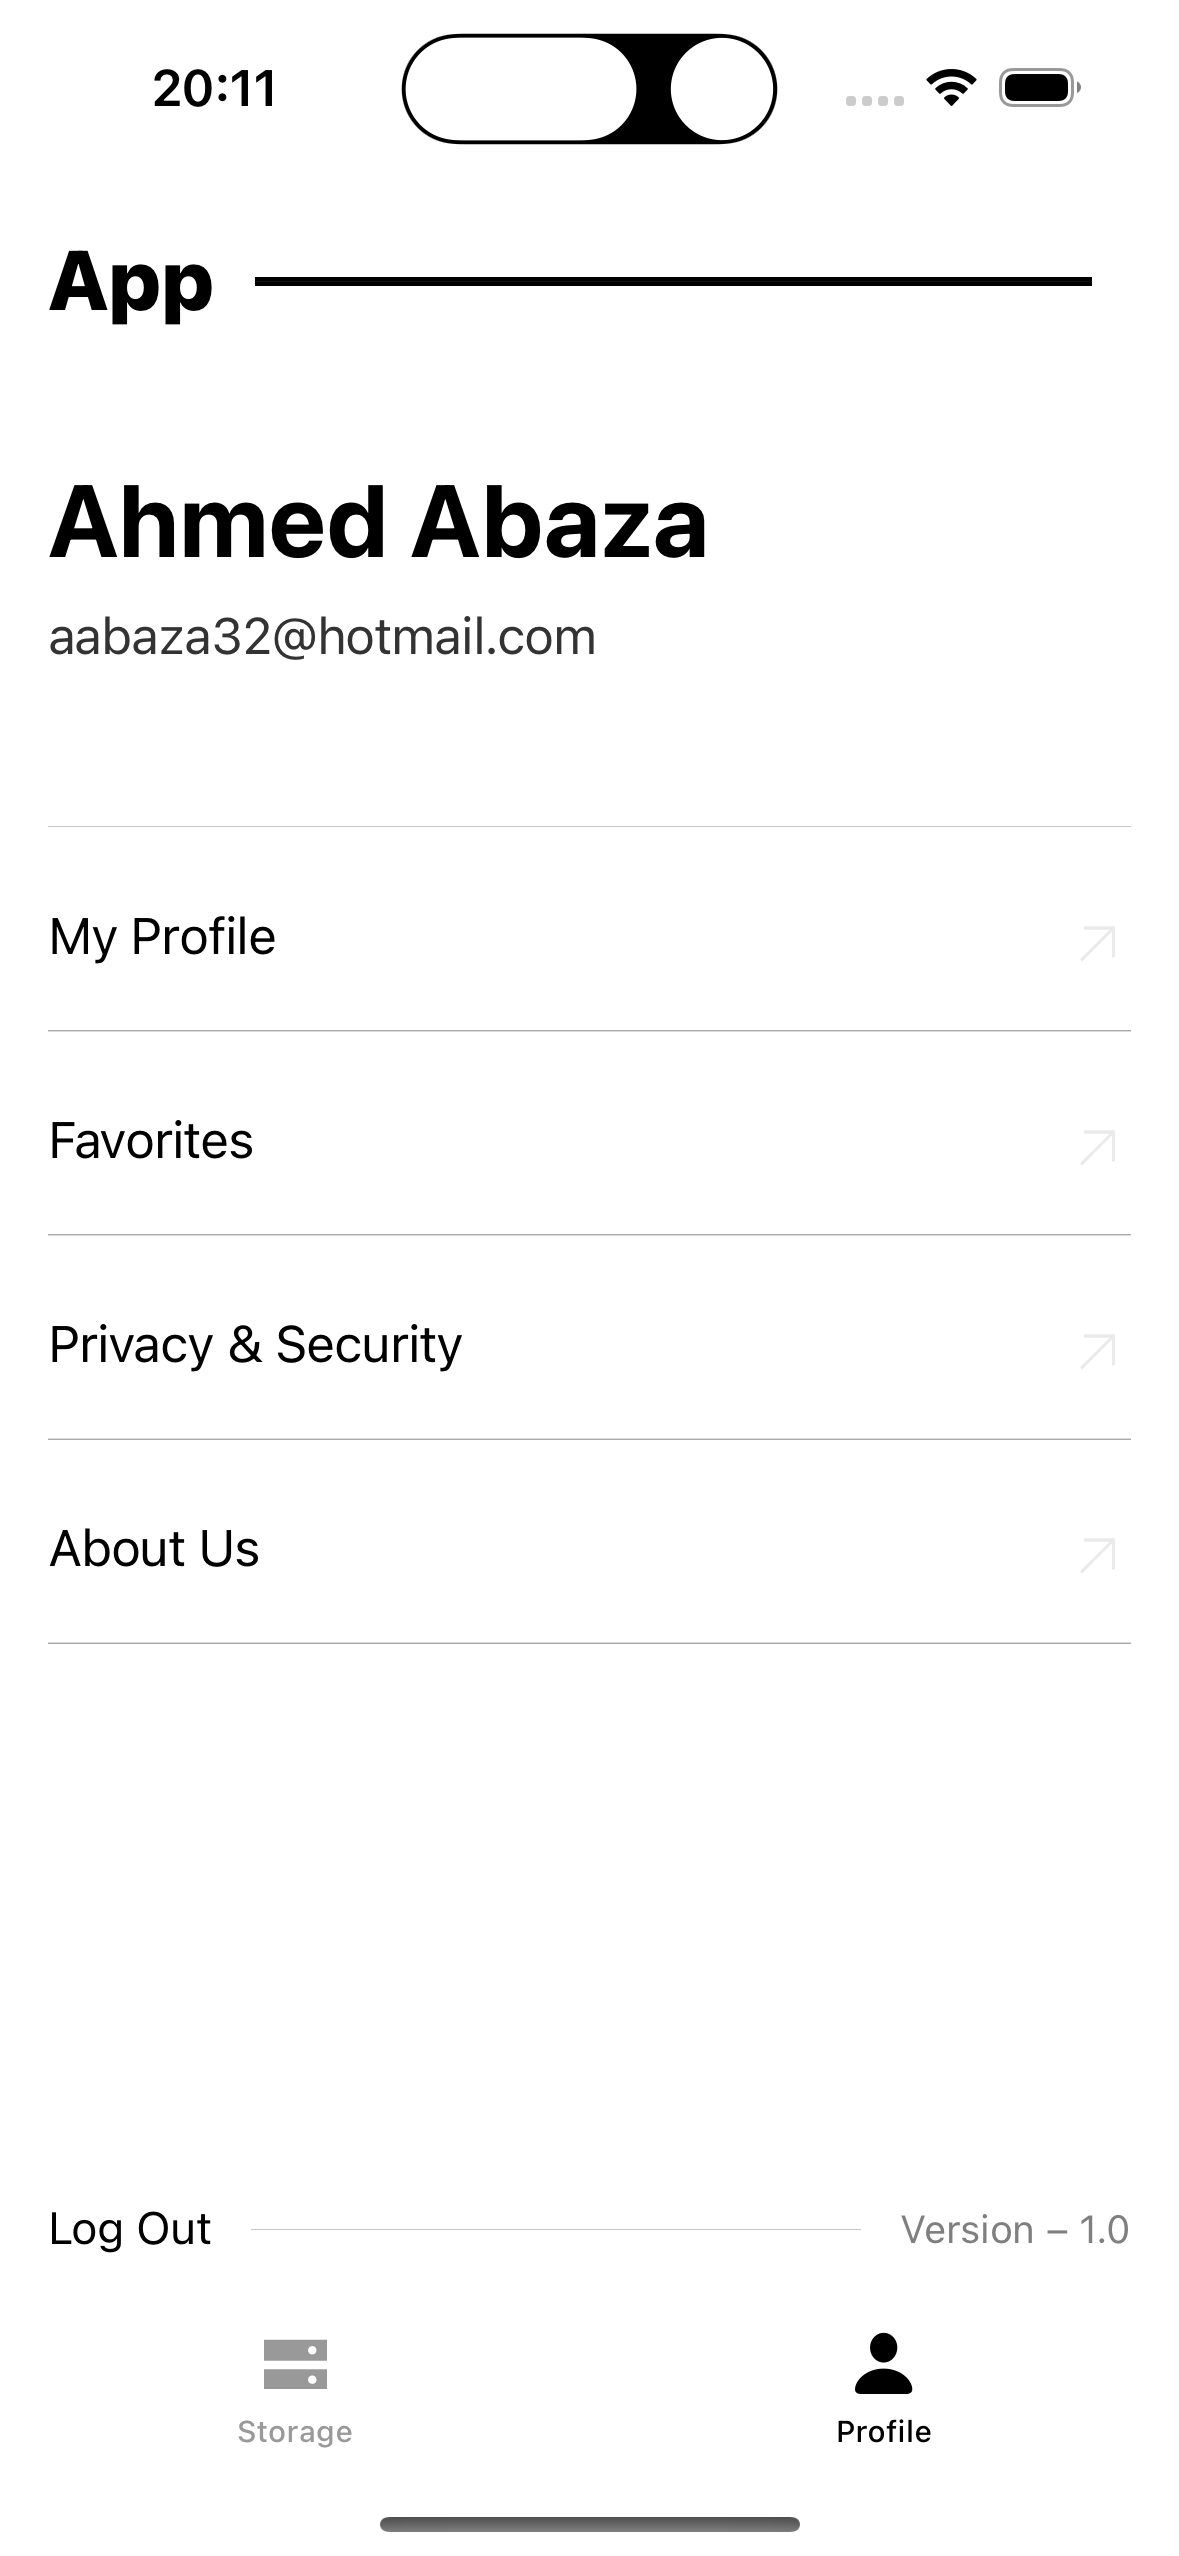 20:11
App
Ahmed Abaza
aabaza32@hotmail.com
My Profile
Favorites
Privacy & Security
About Us
Log Out
Version – 1.0
Storage
Profile